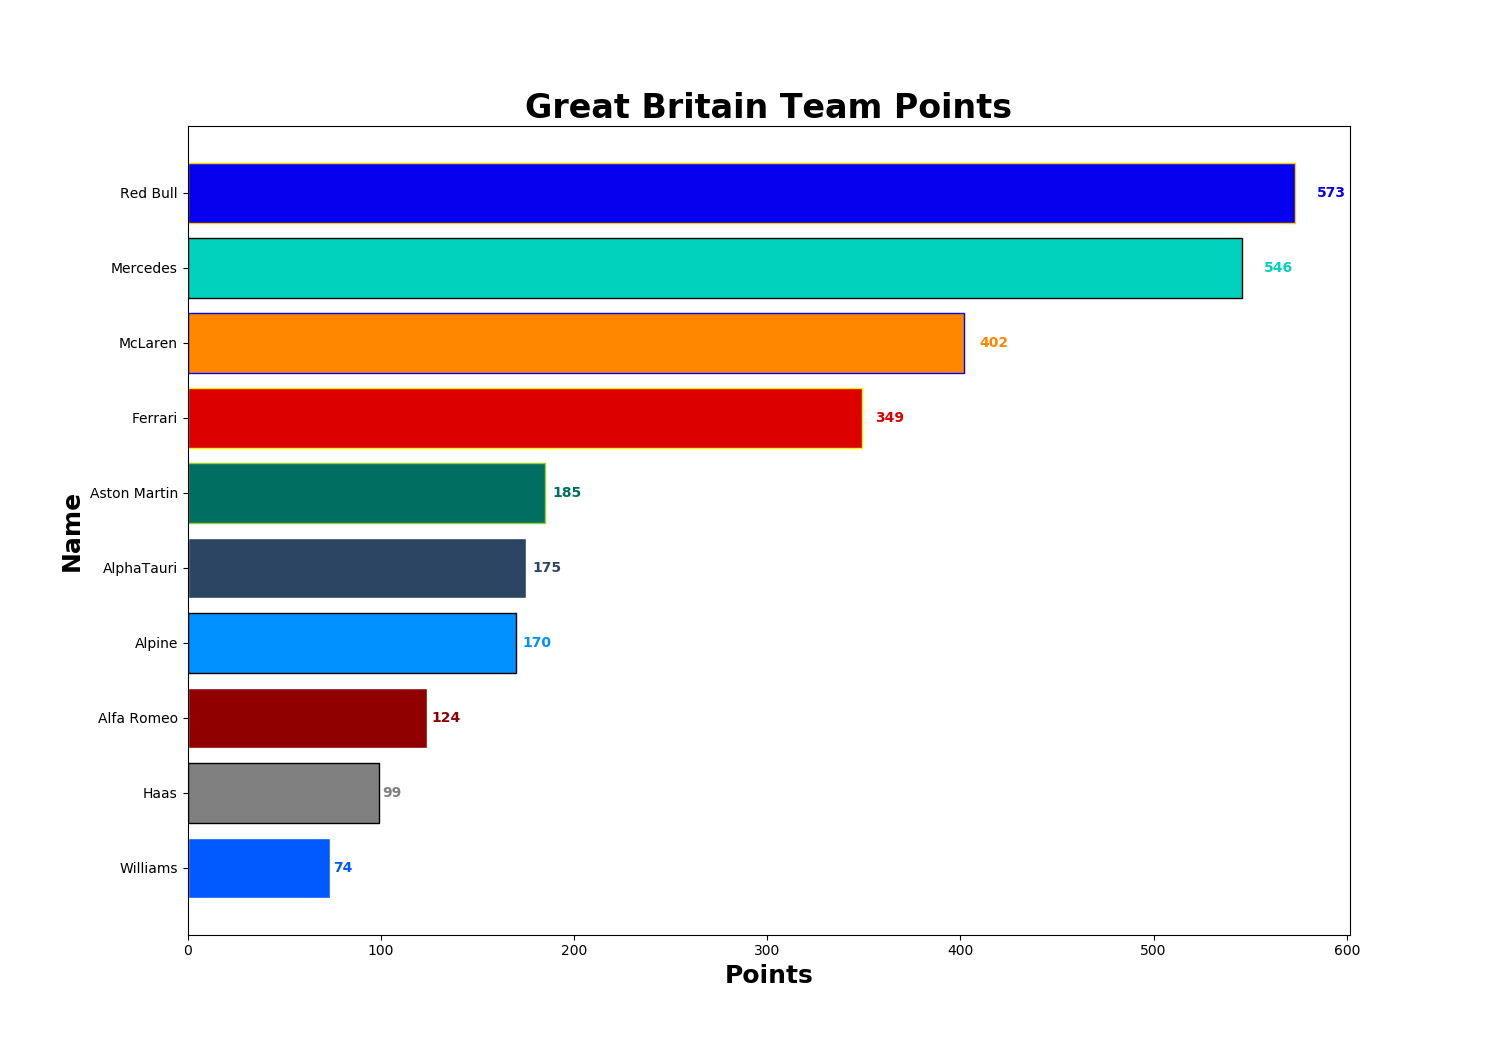 Great Britain Team Points
Red Bull 573
Mercedes 546
McLaren 402
Ferrari 349
Aston Martin 185
AlphaTauri 175
Alpine 170
Alfa Romeo 124
Haas 99
Williams 74
Name
0 100 200 300 400 500 600
Points